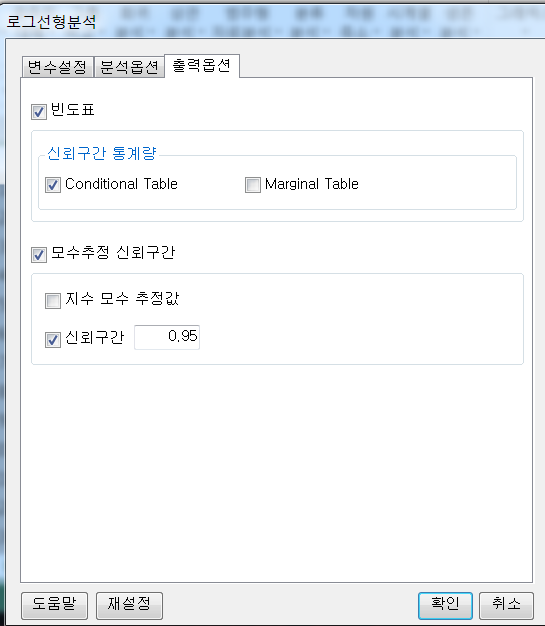 로그선형분석
변수설정 분석옵션 출력옵션
빈도표
신뢰구간 통계량
Conditional Table Marginal Table
모수추정 신뢰구간
지수 모수 추정값
신뢰구간 0.95
도움말 재설정 확인 취소